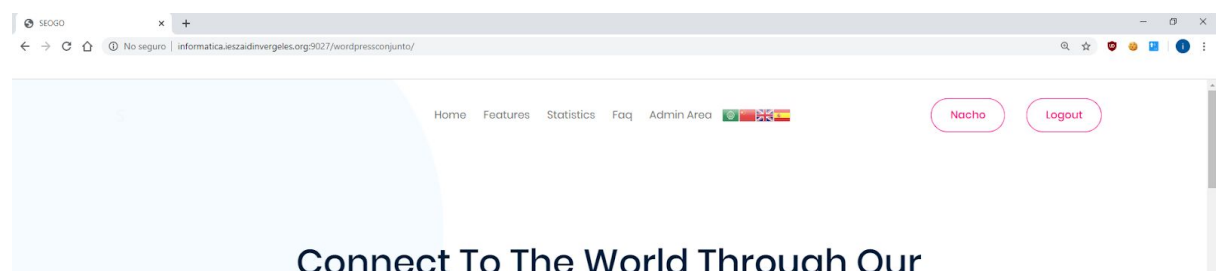 SEOGO
No seguro | informatica.ieszaidinvergeles.org:9027/wordpressconjunto/
Home Features Statistics Faq Admin Area Nacho Logout
Connect To The World Through Our